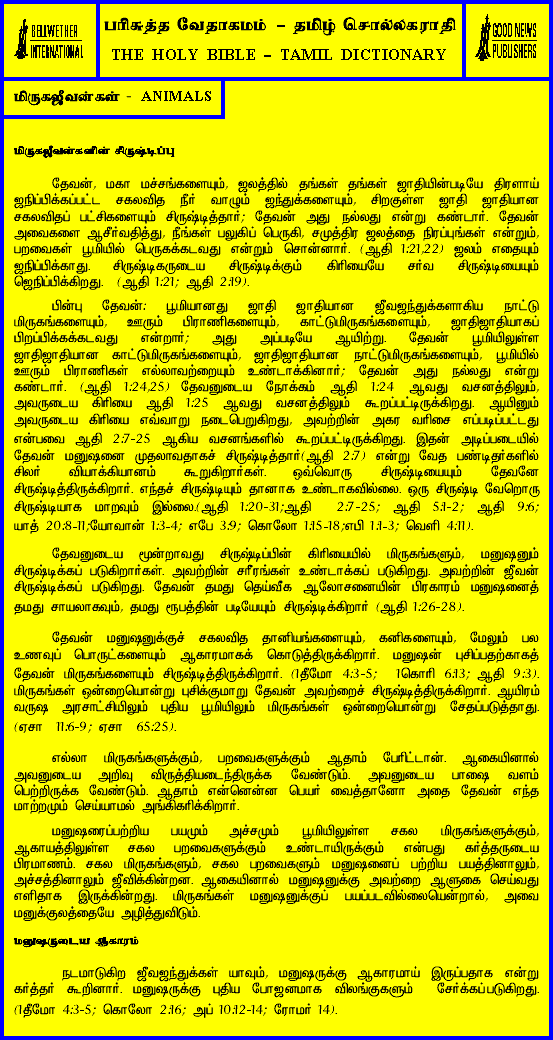 BELLWETHER
INTERNATIONAL
பரிசுத்த வேதாகமம் – தமிழ் சொல்லகராதி
THE HOLY BIBLE – TAMIL DICTIONARY
GOOD NEWS
PUBLISHERS
மிருகஜீவன்கள் - ANIMALS
மிருகஜீவன்களின் சிருஷ்டிப்பு
தேவன், மகா மச்சங்களையும், ஜலத்தில் தங்கள் தங்கள் ஜாதியின்படியே திரளாய்
ஜநிப்பிக்கப்பட்ட சகலவித நீர் வாழும் ஜந்துக்களையும், சிறகுள்ள ஜாதி ஜாதியான
சகலவிதப் பட்சிகளையும் சிருஷ்டித்தார்; தேவன் அது நல்லது என்று கண்டார். தேவன்
அவைகளை ஆசீர்வதித்து, நீங்கள் பலுகிப் பெருகி, சமுத்திர ஜலத்தை நிரப்புங்கள் என்றும்,
பறவைகள் பூமியில் பெருகக்கடவது என்றும் சொன்னார். (ஆதி 1:21,22) ஜலம் எதையும்
ஜநிப்பிக்காது. சிருஷ்டிகருடைய சிருஷ்டிக்கும் கிரியையே சர்வ சிருஷ்டியையும்
ஜெநிப்பிக்கிறது. (ஆதி 1:21; ஆதி 2:19).
பின்பு தேவன்: பூமியானது ஜாதி ஜாதியான ஜீவஜந்துக்களாகிய நாட்டு
மிருகங்களையும், ஊரும் பிராணிகளையும், காட்டுமிருகங்களையும், ஜாதிஜாதியாகப்
பிறப்பிக்கக்கடவது என்றார்; அது அப்படியே ஆயிற்று. தேவன் பூமியிலுள்ள
ஜாதிஜாதியான காட்டுமிருகங்களையும், ஜாதிஜாதியான நாட்டுமிருகங்களையும், பூமியில்
ஊரும் பிராணிகள் எல்லாவற்றையும் உண்டாக்கினார்; தேவன் அது நல்லது என்று
கண்டார். (ஆதி 1:24,25) தேவனுடைய நோக்கம் ஆதி 1:24 ஆவது வசனத்திலும்,
அவருடைய கிரியை ஆதி 1:25 ஆவது வசனத்திலும் கூறப்பட்டிருக்கிறது. ஆயினும்
அவருடைய கிரியை எவ்வாறு நடைபெறுகிறது, அவற்றின் அகர வரிசை எப்படிப்பட்டது
என்பவை ஆதி 2:7-25 ஆகிய வசனங்களில் கூறப்பட்டிருக்கிறது. இதன் அடிப்படையில்
தேவன் மனுஷனை முதலாவதாகச் சிருஷ்டித்தார்(ஆதி 2:7) என்று வேத பண்டிதர்களில்
சிலர் வியாக்கியானம் கூறுகிறார்கள். ஒவ்வொரு சிருஷ்டியையும் தேவனே
சிருஷ்டித்திருக்கிறார். எந்தச் சிருஷ்டியும் தானாக உண்டாகவில்லை. ஒரு சிருஷ்டி வேறொரு
சிருஷ்டியாக மாறவும் இல்லை.(ஆதி 1:20-31;ஆதி 2:7-25; ஆதி 5:1-2; ஆதி 9:6;
யாத் 20:8-11;யோவான் 1:3-4; எபே 3:9; கொலோ 1:15-18;எபி 1:1-3; வெளி 4:11).
தேவனுடைய மூன்றாவது சிருஷ்டிப்பின் கிரியையில் மிருகங்களும், மனுஷனும்
சிருஷ்டிக்கப் படுகிறார்கள். அவற்றின் சரீரங்கள் உண்டாக்கப் படுகிறது. அவற்றின் ஜீவன்
சிருஷ்டிக்கப் படுகிறது. தேவன் தமது தெய்வீக ஆலோசனையின் பிரகாரம் மனுஷனைத்
தமது சாயலாகவும், தமது ரூபத்தின் படியேயும் சிருஷ்டிக்கிறார் (ஆதி 1:26-28).
தேவன் மனுஷனுக்குச் சகலவித தானியங்களையும், கனிகளையும், மேலும் பல
உணவுப் பொருட்களையும் ஆகாரமாகக் கொடுத்திருக்கிறார். மனுஷன் புசிப்பதற்காகத்
தேவன் மிருகங்களையும் சிருஷ்டித்திருக்கிறார். (1தீமோ 4:3-5; 1கொரி 6:13; ஆதி 9:3).
மிருகங்கள் ஒன்றையொன்று புசிக்குமாறு தேவன் அவற்றைச் சிருஷ்டித்திருக்கிறார். ஆயிரம்
வருஷ அரசாட்சியிலும் புதிய பூமியிலும் மிருகங்கள் ஒன்றையொன்று சேதப்படுத்தாது.
(ஏசா 11:6-9; ஏசா 65:25).
எல்லா மிருகங்களுக்கும், பறவைகளுக்கும் ஆதாம் பேரிட்டான். ஆகையினால்
அவனுடைய அறிவு விருத்தியடைந்திருக்க வேண்டும். அவனுடைய பாஷை வளம்
பெற்றிருக்க வேண்டும். ஆதாம் என்னென்ன பெயர் வைத்தானோ அதை தேவன் எந்த
மாற்றமும் செய்யாமல் அங்கிகரிக்கிறார்.
மனுஷரைப்பற்றிய பயமும் அச்சமும் பூமியிலுள்ள சகல மிருகங்களுக்கும்,
ஆகாயத்திலுள்ள சகல பறவைகளுக்கும் உண்டாயிருக்கும் என்பது கர்த்தருடைய
பிரமாணம். சகல மிருகங்களும், சகல பறவைகளும் மனுஷனைப் பற்றிய பயத்தினாலும்,
அச்சத்தினாலும் ஜீவிக்கின்றன. ஆகையினால் மனுஷனுக்கு அவற்றை ஆளுகை செய்வது
எளிதாக இருக்கின்றது. மிருகங்கள் மனுஷனுக்குப் பயப்படவில்லையென்றால், அவை
மனுக்குலத்தையே அழித்துவிடும்.
மனுஷருடைய ஆகாரம்
நடமாடுகிற ஜீவஜந்துக்கள் யாவும், மனுஷருக்கு ஆகாரமாய் இருப்பதாக என்று
கர்த்தர் கூறினார். மனுஷருக்கு புதிய போஜனமாக விலங்குகளும் சேர்க்கப்படுகிறது.
(1தீமோ 4:3-5; கொலோ 2:16; அப் 10:12-14; ரோமர் 14).